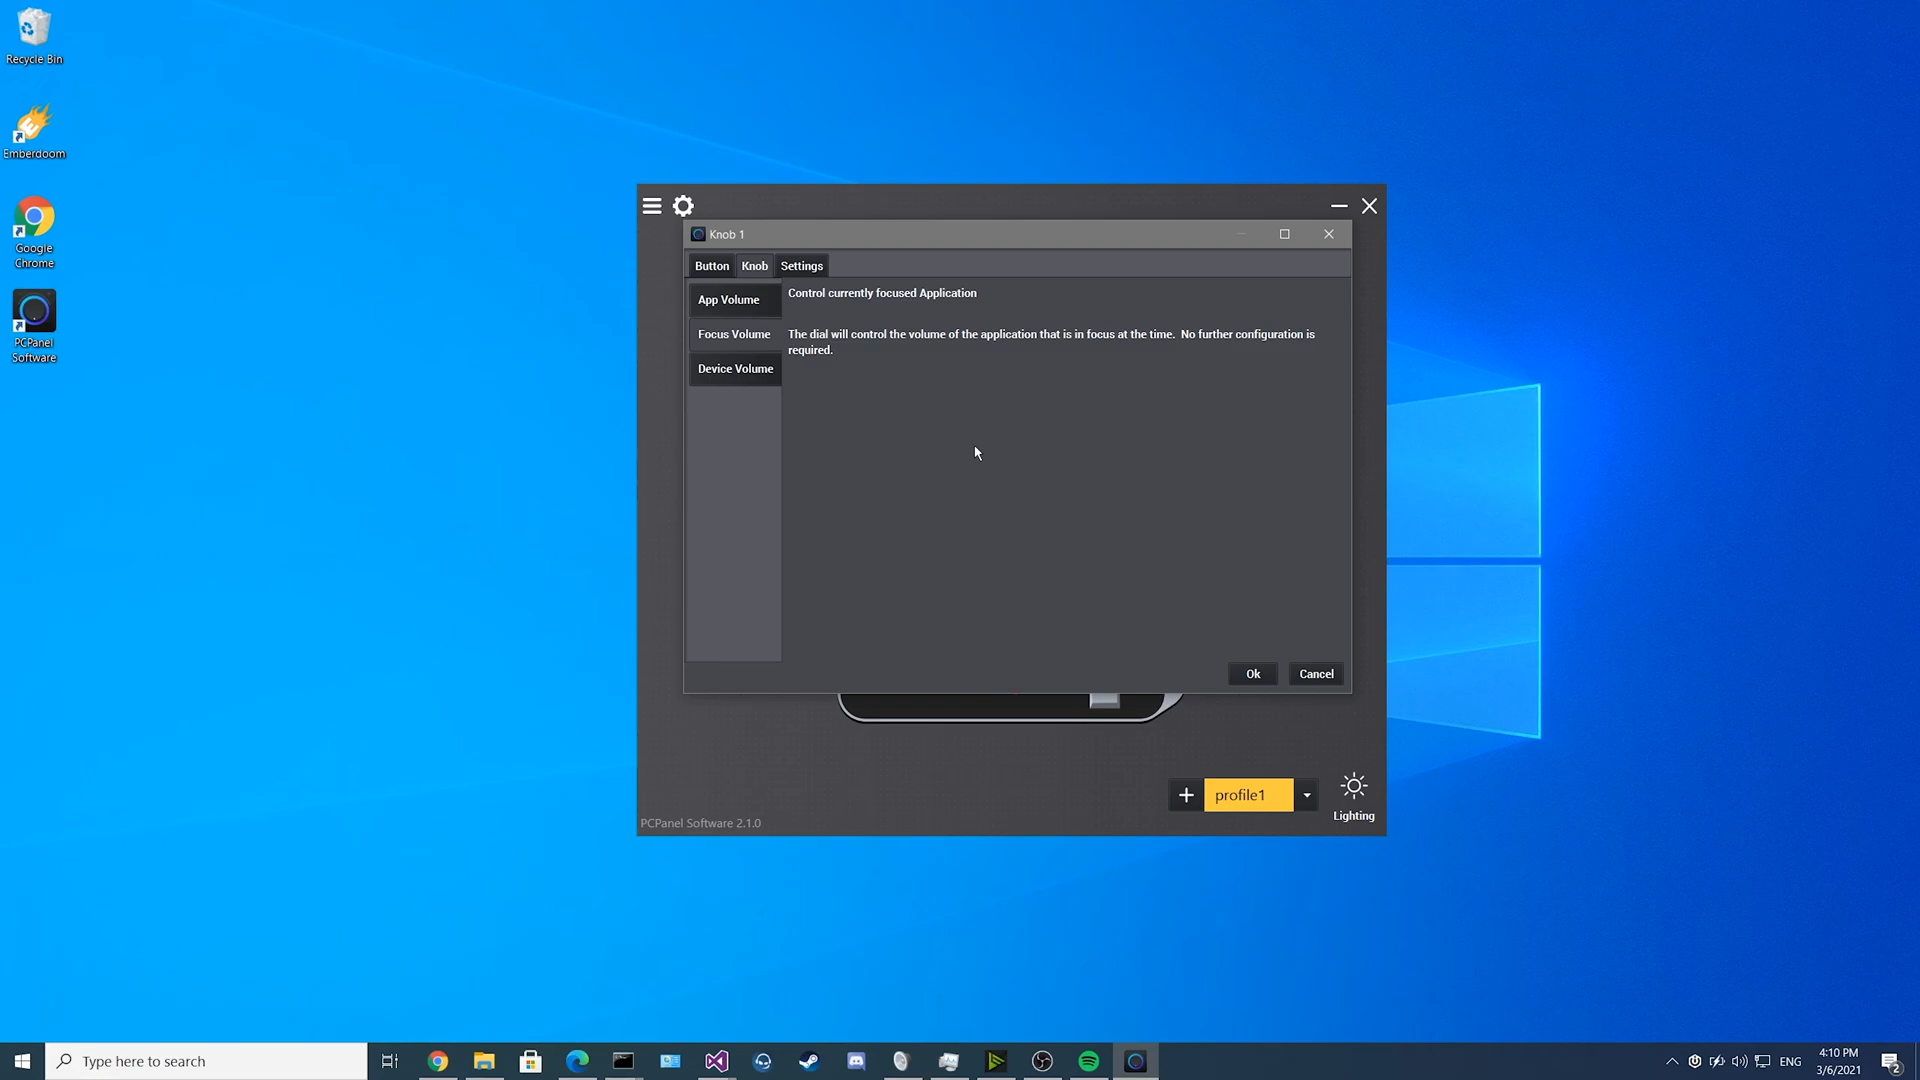 Recycle Bin
Emberdoom
Google
Chrome
PCPanel
Software
Knob 1
Button
Knob
Settings
App Volume
Focus Volume
Device Volume
Control currently focused Application
The dial will control the volume of the application that is in focus at the time.  No further configuration is
required.
Ok
Cancel
+
profile1
Lighting
PCPanel Software 2.1.0
Type here to search
ENG
4:10 PM
3/6/2021
2